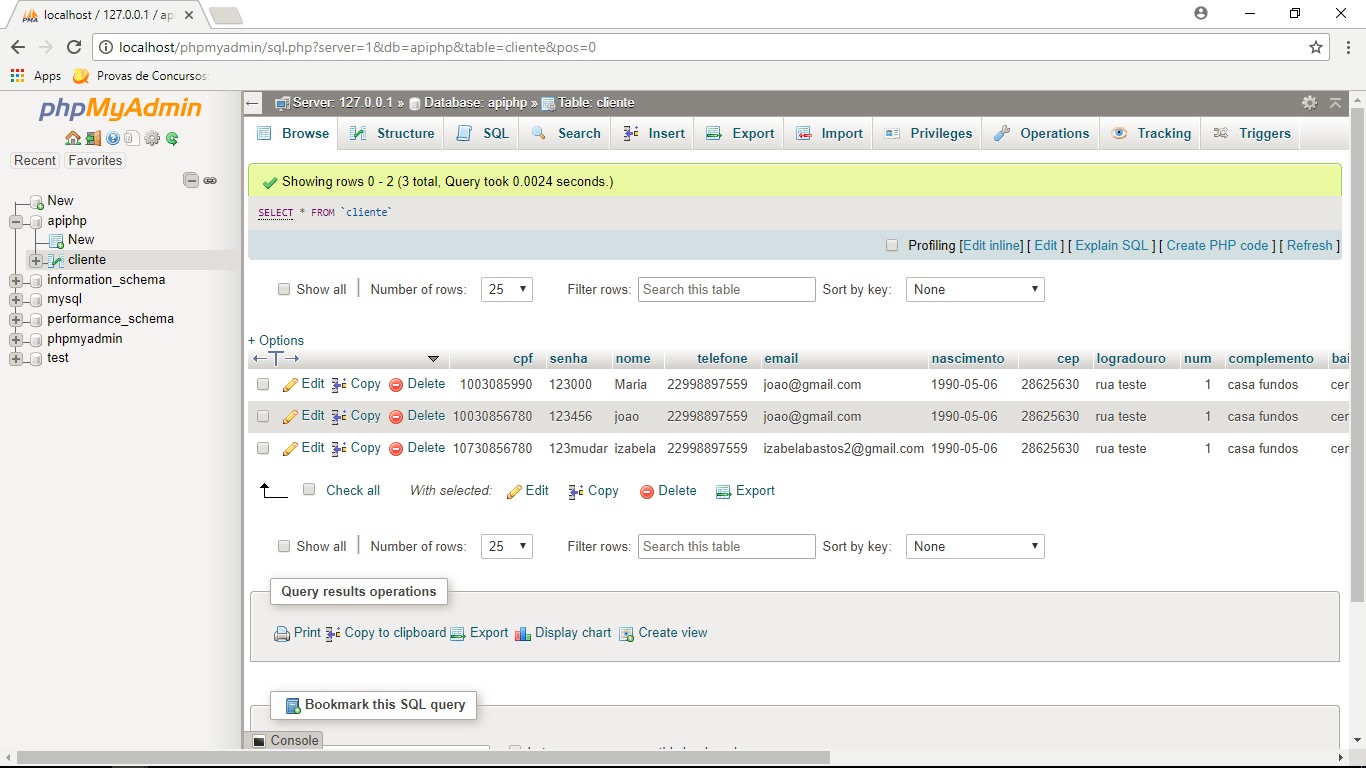 localhost / 127.0.0.1 / ap
localhost/phpmyadmin/sql.php?server=1&db=apiphp&table=cliente&pos=0
Apps Provas de Concursos
phpMyAdmin
Recent Favorites
New
apiphp
New
cliente
information_schema
mysql
performance_schema
phpmyadmin
test
Server: 127.0.0.1 » Database: apiphp » Table: cliente
Browse Structure SQL Search Insert Export Import Privileges Operations Tracking Triggers
Showing rows 0 - 2 (3 total, Query took 0.0024 seconds.)
SELECT * FROM `cliente`
Profiling [Edit inline] [ Edit ] [ Explain SQL ] [ Create PHP code ] [ Refresh ]
Show all | Number of rows: 25 Filter rows: Search this table Sort by key: None
+ Options
←T→ cpf senha nome telefone email nascimento cep logradouro num complemento bai
Edit Copy Delete 1003085990 123000 Maria 22998897559 joao@gmail.com 1990-05-06 28625630 rua teste 1 casa fundos cer
Edit Copy Delete 10030856780 123456 joao 22998897559 joao@gmail.com 1990-05-06 28625630 rua teste 1 casa fundos cer
Edit Copy Delete 10730856780 123mudar izabela 22998897559 izabelabastos2@gmail.com 1990-05-06 28625630 rua teste 1 casa fundos cer
Check all With selected: Edit Copy Delete Export
Show all | Number of rows: 25 Filter rows: Search this table Sort by key: None
Query results operations
Print Copy to clipboard Export Display chart Create view
Bookmark this SQL query
Console